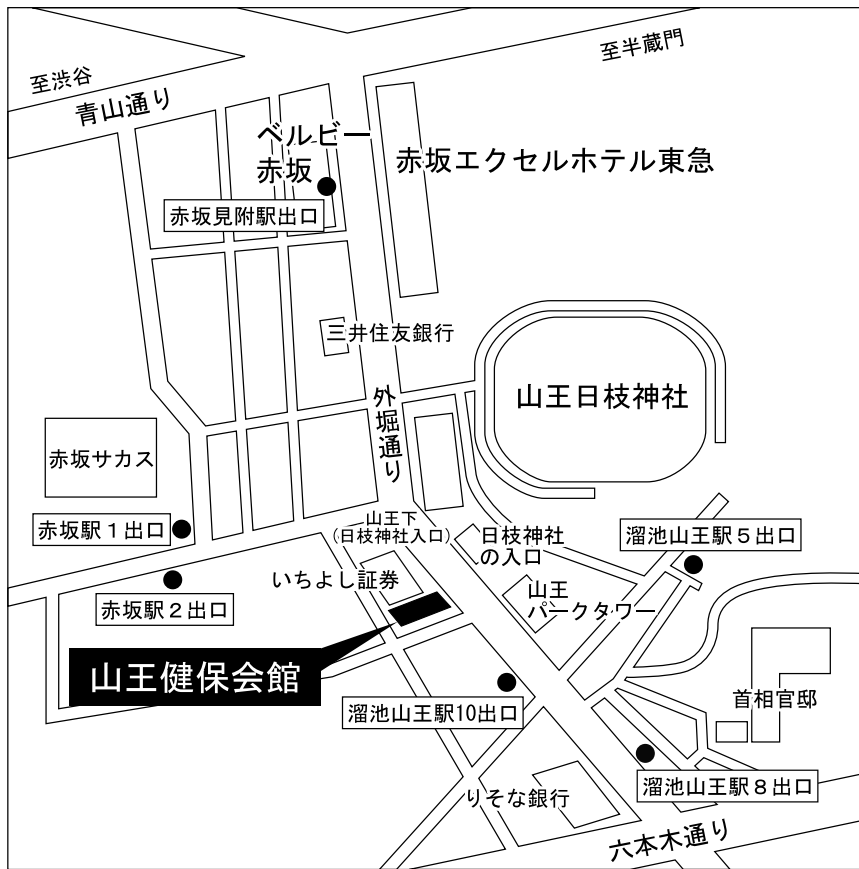 至半蔵門
至渋谷
青山通り
ベルビー
赤坂
赤坂エクセルホテル東急
赤坂見附駅出口
三井住友銀行
外堀通り
山王日枝神社
赤坂サカス
赤坂駅1出口
山王下
(日枝神社入口)
日枝神社
の入口
溜池山王駅5出口
いちよし証券
山王
パークタワー
赤坂駅2出口
山王健保会館
溜池山王駅10出口
首相官邸
りそな銀行
溜池山王駅8出口
六本木通り